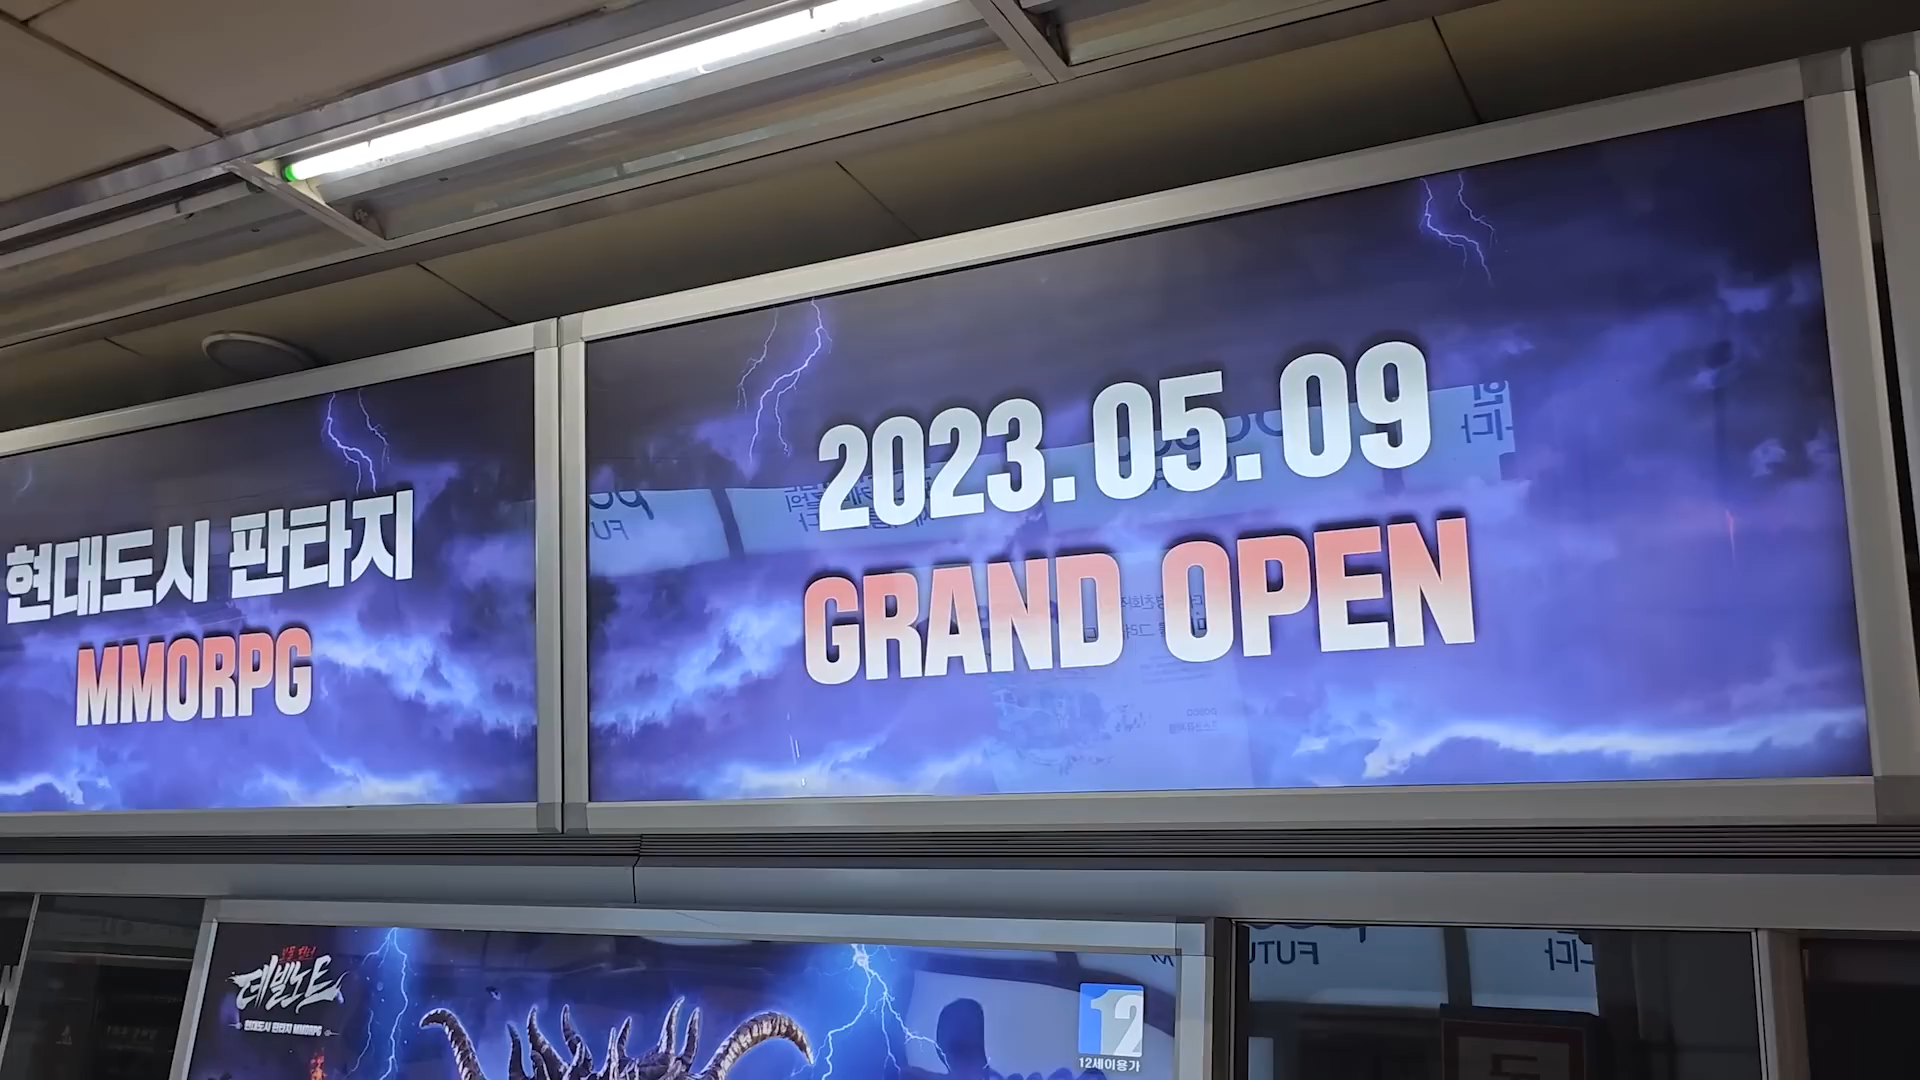 현대도시 판타지
MMORPG
2023.05.09
GRAND OPEN
데빌노트
현대도시 판타지 MMORPG
12
12세이용가